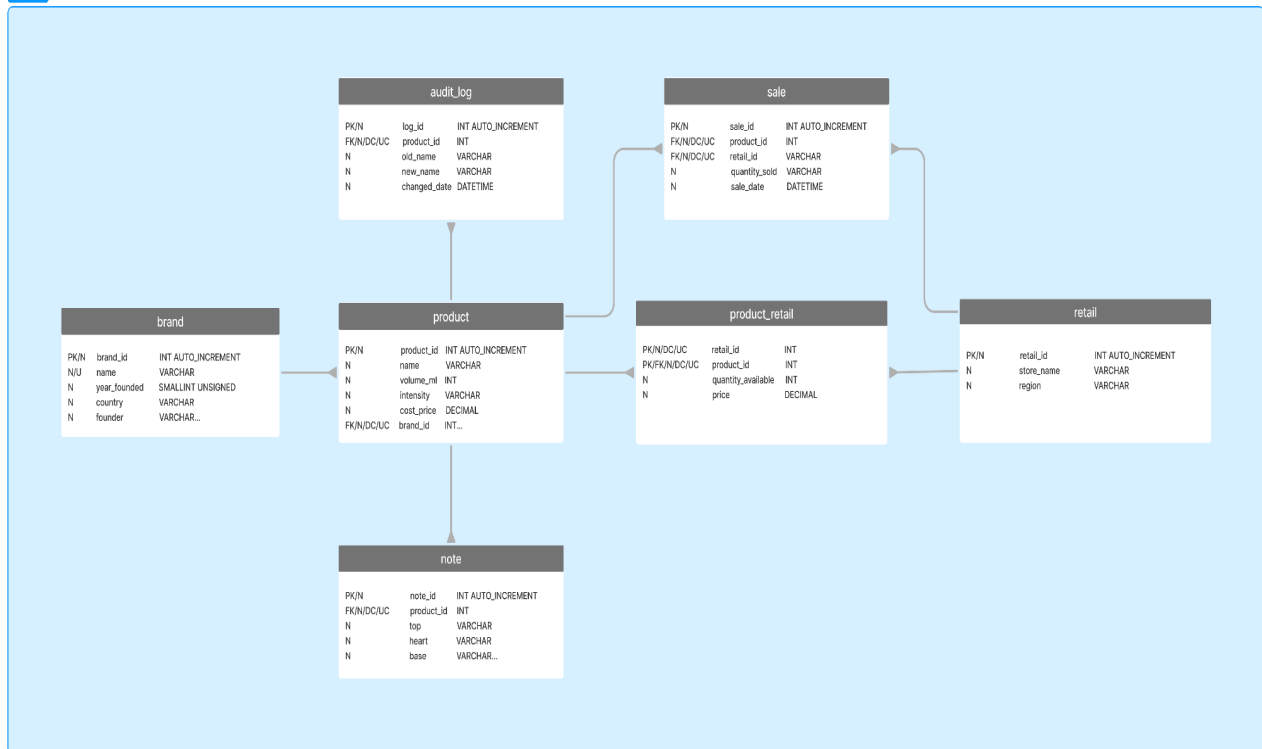 audit_log
PK/N log_id INT AUTO_INCREMENT
FK/N/DC/UC product_id INT
N old_name VARCHAR
N new_name VARCHAR
N changed_date DATETIME
sale
PK/N sale_id INT AUTO_INCREMENT
FK/N/DC/UC product_id INT
FK/N/DC/UC retail_id VARCHAR
N quantity_sold VARCHAR
N sale_date DATETIME
brand
PK/N brand_id INT AUTO_INCREMENT
N/U name VARCHAR
N year_founded SMALLINT UNSIGNED
N country VARCHAR
N founder VARCHAR...
product
PK/N product_id INT AUTO_INCREMENT
N name VARCHAR
N volume_ml INT
N intensity VARCHAR
N cost_price DECIMAL
FK/N/DC/UC brand_id INT...
product_retail
PK/N/DC/UC retail_id INT
PK/FK/N/DC/UC product_id INT
N quantity_available INT
N price DECIMAL
retail
PK/N retail_id INT AUTO_INCREMENT
N store_name VARCHAR
N region VARCHAR
note
PK/N note_id INT AUTO_INCREMENT
FK/N/DC/UC product_id INT
N top VARCHAR
N heart VARCHAR
N base VARCHAR...